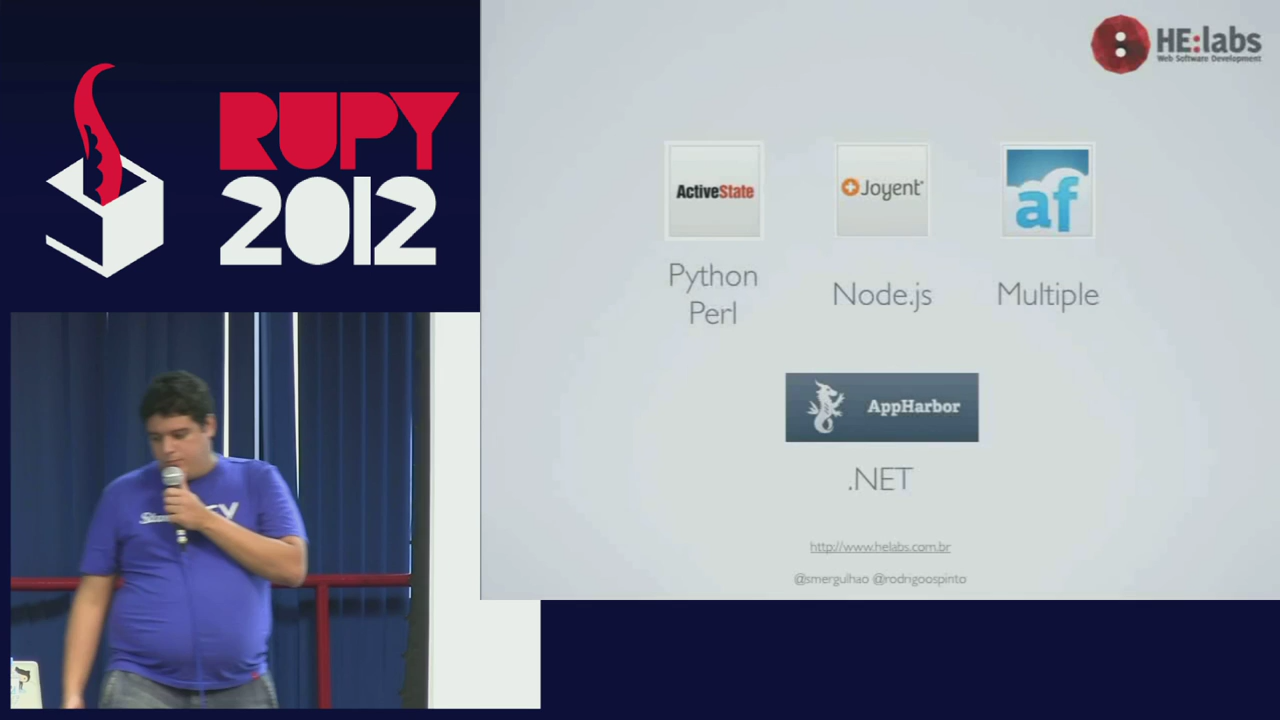 RUPY
2012
HE:labs
Web Software Development
ActiveState
Joyent
af
Python
Perl
Node.js
Multiple
AppHarbor
.NET
http://www.helabs.com.br
@smergulhao @rodrigoospinto